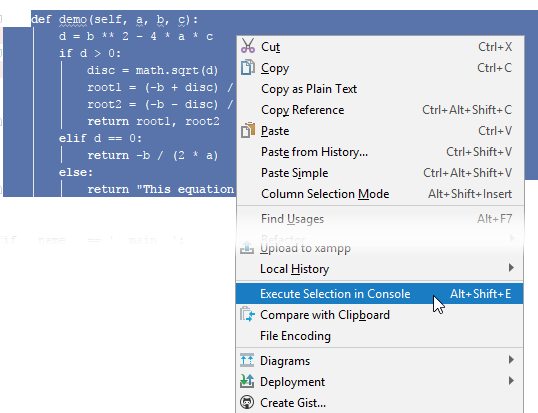 def demo(self, a, b, c):
d = b ** 2 - 4 * a * c
if d > 0:
disc = math.sqrt(d)
root1 = (-b + disc) /
root2 = (-b - disc) /
return root1, root2
elif d == 0:
return -b / (2 * a)
else:
return "This equation
Cut Ctrl+X
Copy Ctrl+C
Copy as Plain Text
Copy Reference Ctrl+Alt+Shift+C
Paste Ctrl+V
Paste from History... Ctrl+Shift+V
Paste Simple Ctrl+Alt+Shift+V
Column Selection Mode Alt+Shift+Insert
Find Usages Alt+F7
Refactor
Upload to xampp
Local History
Execute Selection in Console Alt+Shift+E
Compare with Clipboard
File Encoding
Diagrams
Deployment
Create Gist...